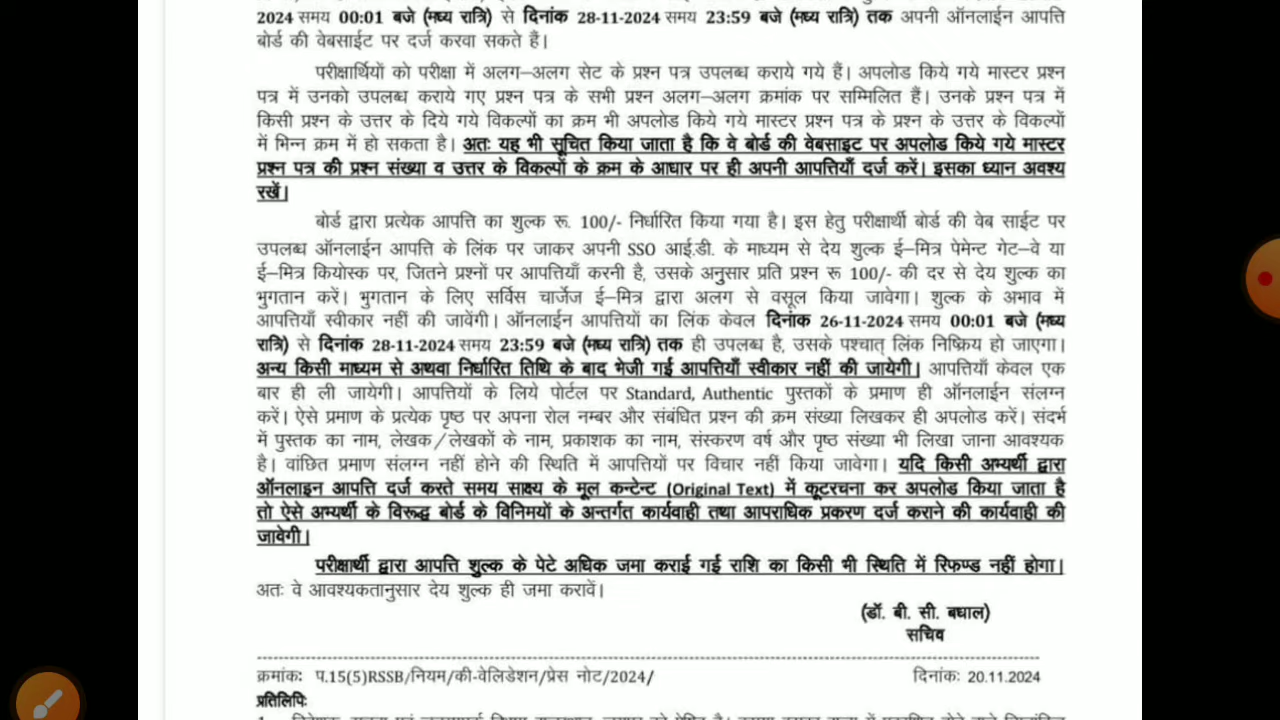 2024 समय 00:01 बजे (मध्य रात्रि) से दिनांक 28-11-2024 समय 23:59 बजे (मध्य रात्रि) तक अपनी ऑनलाईन आपत्ति
बोर्ड की वेबसाईट पर दर्ज करवा सकते हैं।
परीक्षार्थियों को परीक्षा में अलग–अलग सेट के प्रश्न पत्र उपलब्ध कराये गये हैं। अपलोड किये गये मास्टर प्रश्न
पत्र में उनको उपलब्ध कराये गए प्रश्न पत्र के सभी प्रश्न अलग–अलग क्रमांक पर सम्मिलित हैं। उनके प्रश्न पत्र में
किसी प्रश्न के उत्तर के दिये गये विकल्पों का क्रम भी अपलोड किये गये मास्टर प्रश्न पत्र के प्रश्न के उत्तर के विकल्पों
में भिन्न क्रम में हो सकता है। अतः यह भी सूचित किया जाता है कि वे बोर्ड की वेबसाइट पर अपलोड किये गये मास्टर
प्रश्न पत्र की प्रश्न संख्या व उत्तर के विकल्पों के क्रम के आधार पर ही अपनी आपत्तियाँ दर्ज करें। इसका ध्यान अवश्य
रखें।
बोर्ड द्वारा प्रत्येक आपत्ति का शुल्क रू. 100/- निर्धारित किया गया है। इस हेतु परीक्षार्थी बोर्ड की वेब साईट पर
उपलब्ध ऑनलाईन आपत्ति के लिंक पर जाकर अपनी SSO आई.डी. के माध्यम से देय शुल्क ई–मित्र पेमेन्ट गेट–वे या
ई–मित्र कियोस्क पर, जितने प्रश्नों पर आपत्तियाँ करनी है, उसके अनुसार प्रति प्रश्न रू 100/- की दर से देय शुल्क का
भुगतान करें। भुगतान के लिए सर्विस चार्जेज ई–मित्र द्वारा अलग से वसूल किया जावेगा। शुल्क के अभाव में
आपत्तियाँ स्वीकार नहीं की जावेंगी। ऑनलाईन आपत्तियों का लिंक केवल दिनांक 26-11-2024 समय 00:01 बजे (मध्य
रात्रि) से दिनांक 28-11-2024 समय 23:59 बजे (मध्य रात्रि) तक ही उपलब्ध है, उसके पश्चात् लिंक निष्क्रिय हो जाएगा।
अन्य किसी माध्यम से अथवा निर्धारित तिथि के बाद भेजी गई आपत्तियाँ स्वीकार नहीं की जायेगी। आपत्तियाँ केवल एक
बार ही ली जायेगी। आपत्तियों के लिये पोर्टल पर Standard, Authentic पुस्तकों के प्रमाण ही ऑनलाईन संलग्न
करें। ऐसे प्रमाण के प्रत्येक पृष्ठ पर अपना रोल नम्बर और संबंधित प्रश्न की क्रम संख्या लिखकर ही अपलोड करें। संदर्भ
में पुस्तक का नाम, लेखक/लेखकों के नाम, प्रकाशक का नाम, संस्करण वर्ष और पृष्ठ संख्या भी लिखा जाना आवश्यक
है। वांछित प्रमाण संलग्न नहीं होने की स्थिति में आपत्तियों पर विचार नहीं किया जावेगा। यदि किसी अभ्यर्थी द्वारा
ऑनलाइन आपत्ति दर्ज करते समय साक्ष्य के मूल कन्टेन्ट (Original Text) में कूटरचना कर अपलोड किया जाता है
तो ऐसे अभ्यर्थी के विरूद्ध बोर्ड के विनिमयों के अन्तर्गत कार्यवाही तथा आपराधिक प्रकरण दर्ज कराने की कार्यवाही की
जावेगी।
परीक्षार्थी द्वारा आपत्ति शुल्क के पेटे अधिक जमा कराई गई राशि का किसी भी स्थिति में रिफण्ड नहीं होगा।
अतः वे आवश्यकतानुसार देय शुल्क ही जमा करावें।
(डॉ. बी. सी. बधाल)
सचिव
क्रमांकः प.15(5)RSSB/नियम/की-वेलिडेशन/प्रेस नोट/2024/ दिनांकः 20.11.2024
प्रतिलिपिः